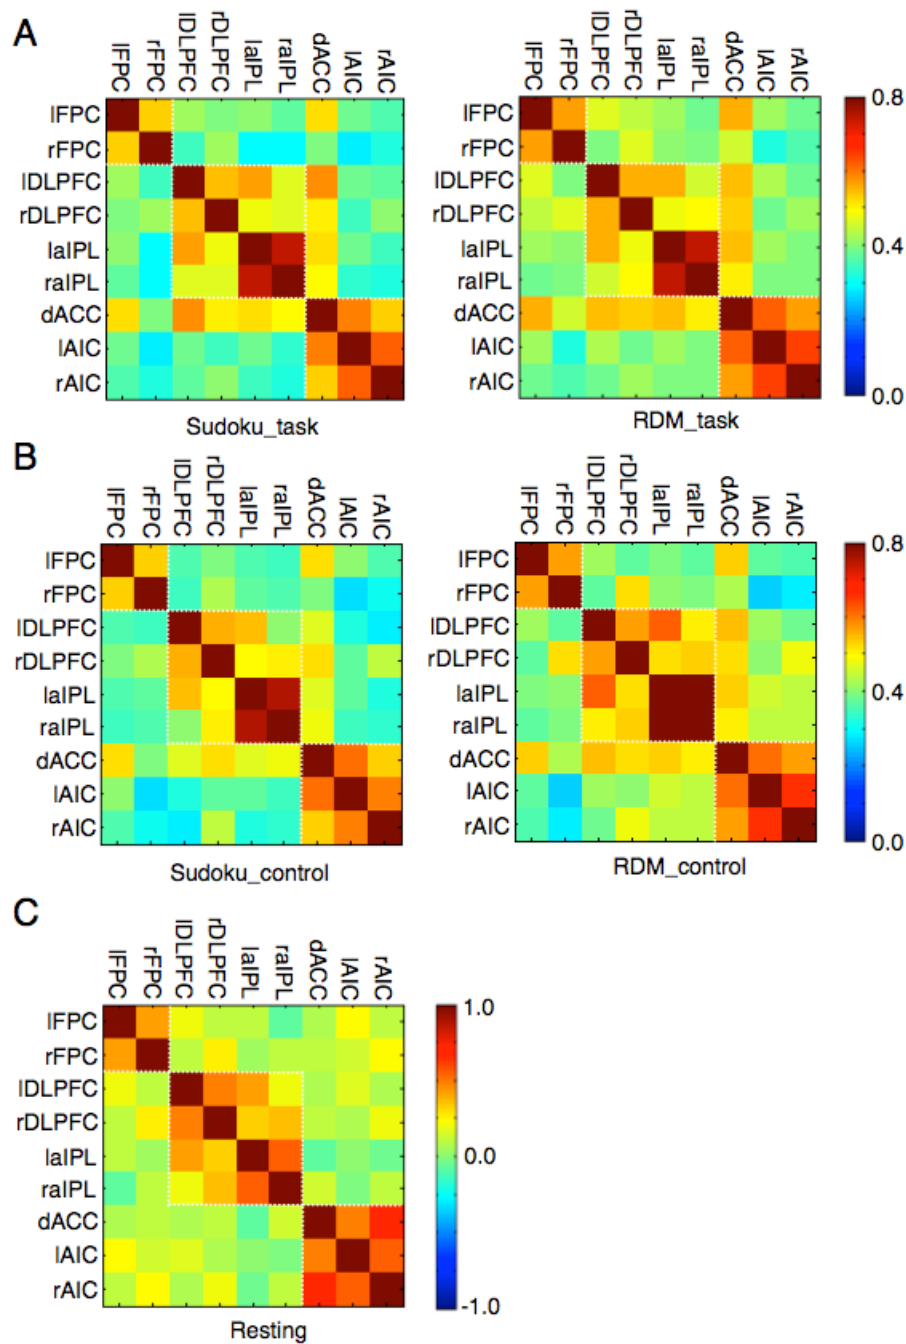 A
lFPC rFPC lDLPFC rDLPFC laIPL raIPL dACC lAIC rAIC
lFPC
rFPC
lDLPFC
rDLPFC
laIPL
raIPL
dACC
lAIC
rAIC
Sudoku_task
lFPC rFPC lDLPFC rDLPFC laIPL raIPL dACC lAIC rAIC
lFPC
rFPC
lDLPFC
rDLPFC
laIPL
raIPL
dACC
lAIC
rAIC
RDM_task
0.8
0.4
0.0
B
lFPC rFPC lDLPFC rDLPFC laIPL raIPL dACC lAIC rAIC
lFPC
rFPC
lDLPFC
rDLPFC
laIPL
raIPL
dACC
lAIC
rAIC
Sudoku_control
lFPC rFPC lDLPFC rDLPFC laIPL raIPL dACC lAIC rAIC
lFPC
rFPC
lDLPFC
rDLPFC
laIPL
raIPL
dACC
lAIC
rAIC
RDM_control
0.8
0.4
0.0
C
lFPC rFPC lDLPFC rDLPFC laIPL raIPL dACC lAIC rAIC
lFPC
rFPC
lDLPFC
rDLPFC
laIPL
raIPL
dACC
lAIC
rAIC
Resting
1.0
0.0
-1.0